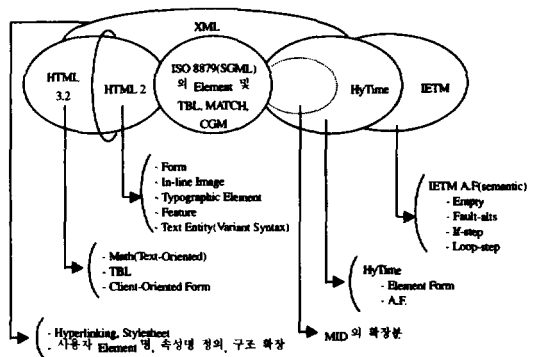 XML
HTML
3.2
HTML 2
ISO 8879(SGML)
의 Element 및
TBL, MATCH,
CGM
HyTime
IETM
- Form
- In-line Image
- Typographic Element
- Feature
- Text Entity(Variant Syntax)
IETM A.F(semantic)
- Empty
- Fault-alts
- If-step
- Loop-step
- Math(Text-Oriented)
- TBL
- Client-Oriented Form
HyTime
- Element Form
- A.F.
- Hyperlinking, Stylesheet
- 사용자 Element 명, 속성명 정의, 구조 확장
MID 의 확장분